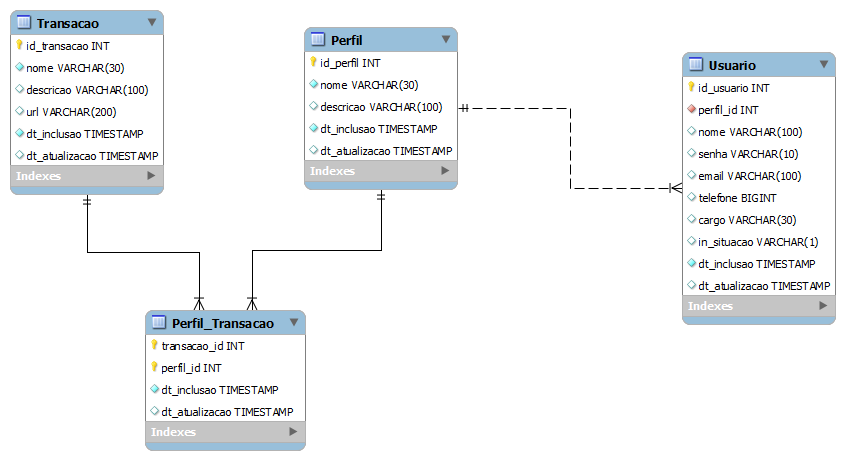 Transacao
id_transacao INT
nome VARCHAR(30)
descricao VARCHAR(100)
url VARCHAR(200)
dt_inclusao TIMESTAMP
dt_atualizacao TIMESTAMP
Indexes
Perfil
id_perfil INT
nome VARCHAR(30)
descricao VARCHAR(100)
dt_inclusao TIMESTAMP
dt_atualizacao TIMESTAMP
Indexes
Usuario
id_usuario INT
perfil_id INT
nome VARCHAR(100)
senha VARCHAR(10)
email VARCHAR(100)
telefone BIGINT
cargo VARCHAR(30)
in_situacao VARCHAR(1)
dt_inclusao TIMESTAMP
dt_atualizacao TIMESTAMP
Indexes
Perfil_Transacao
transacao_id INT
perfil_id INT
dt_inclusao TIMESTAMP
dt_atualizacao TIMESTAMP
Indexes